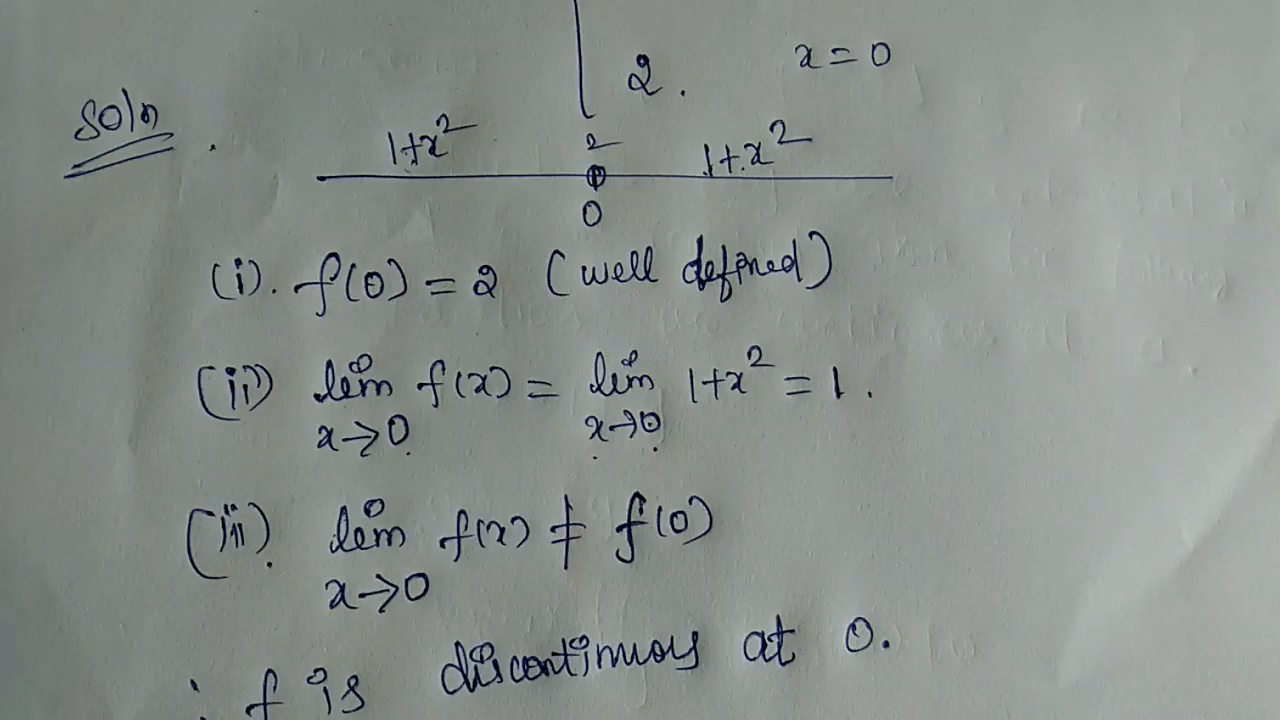 2. x=0
Soln .
1+x² 2 1+x²
0
(i). f(0) = 2 (well defined)
(ii) lim f(x) = lim 1+x² = 1.
x→0 x→0
(iii). lim f(x) ≠ f(0)
x→0
∴ f is discontinuous at 0.